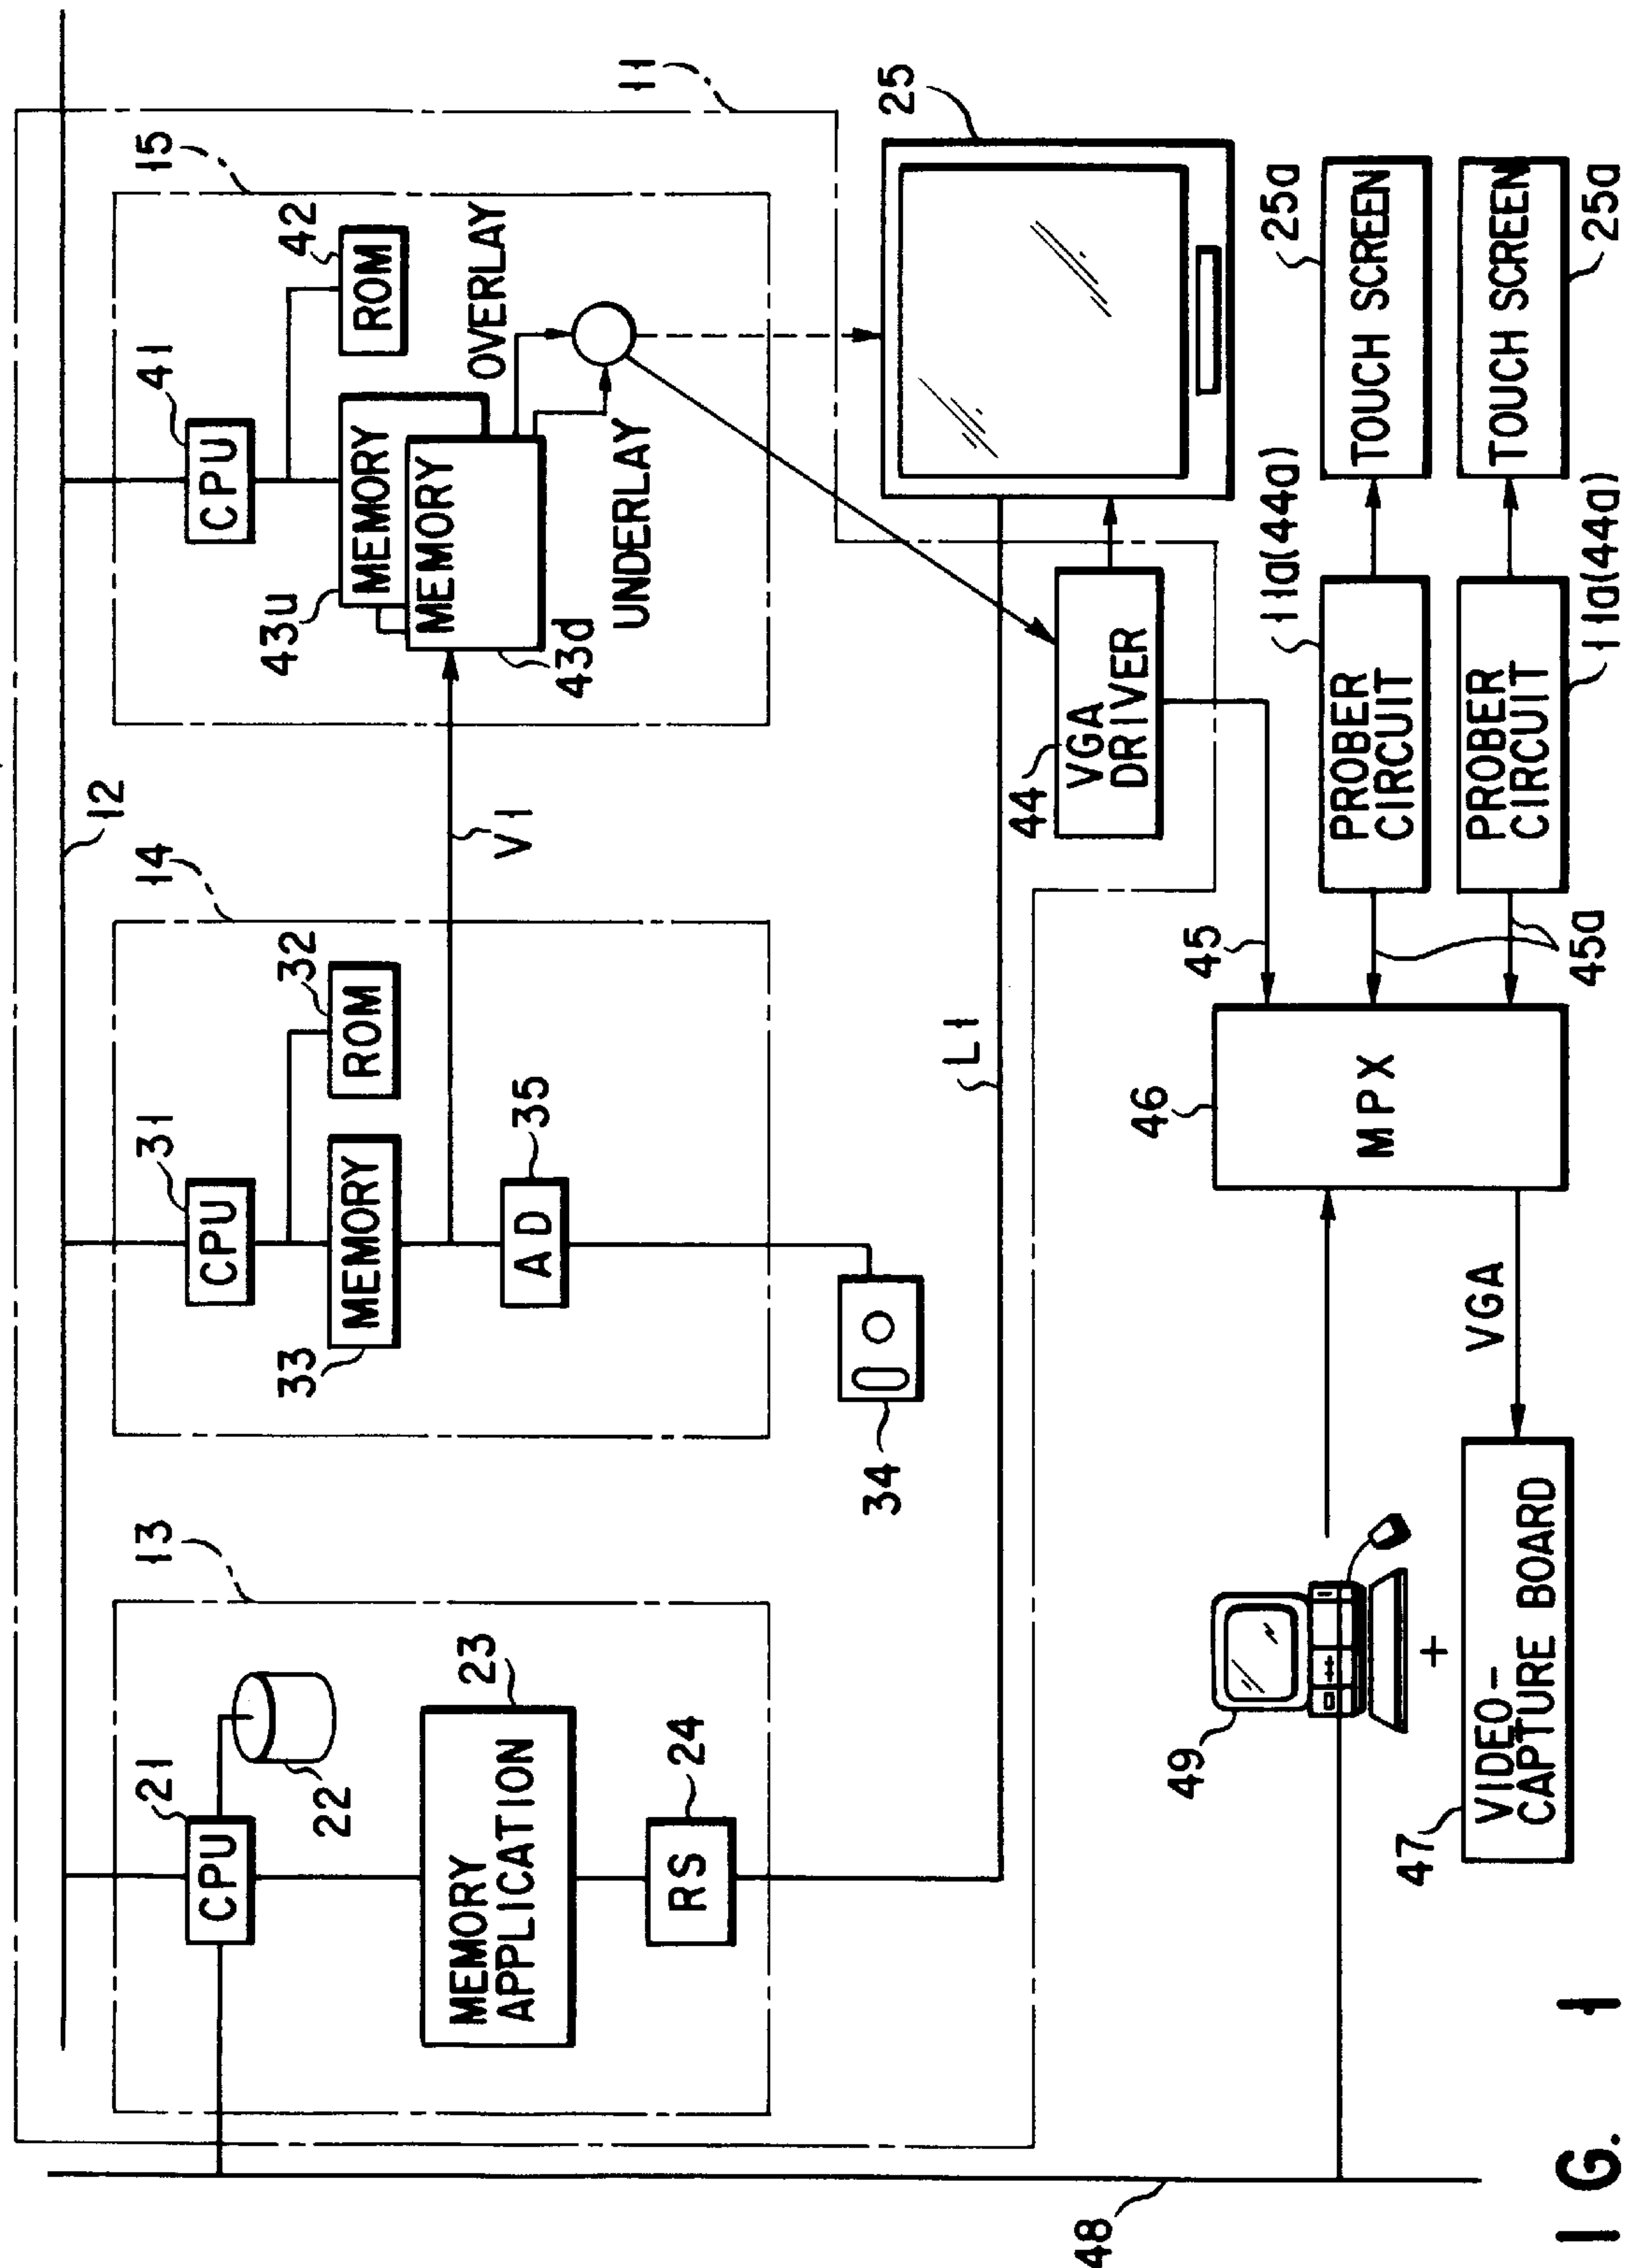 12
11
13
21
CPU
22
23
MEMORY
APPLICATION
24
RS
14
31
CPU
32
ROM
33
MEMORY
35
AD
34
V1
15
41
CPU
42
ROM
43u
MEMORY
MEMORY
43d
OVERLAY
UNDERLAY
L1
25
44
VGA
DRIVER
45
46
MPX
45a
PROBER
CIRCUIT
11a(44a)
TOUCH SCREEN
25a
PROBER
CIRCUIT
11a(44a)
TOUCH SCREEN
25a
VGA
49
+
47
VIDEO-
CAPTURE BOARD
48
IG. 1